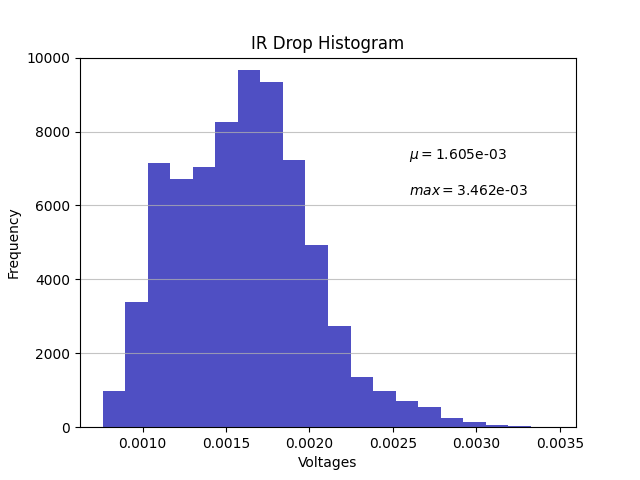 IR Drop Histogram
10000
8000
6000
4000
2000
0
Frequency
μ = 1.605e-03
max = 3.462e-03
0.0010 0.0015 0.0020 0.0025 0.0030 0.0035
Voltages